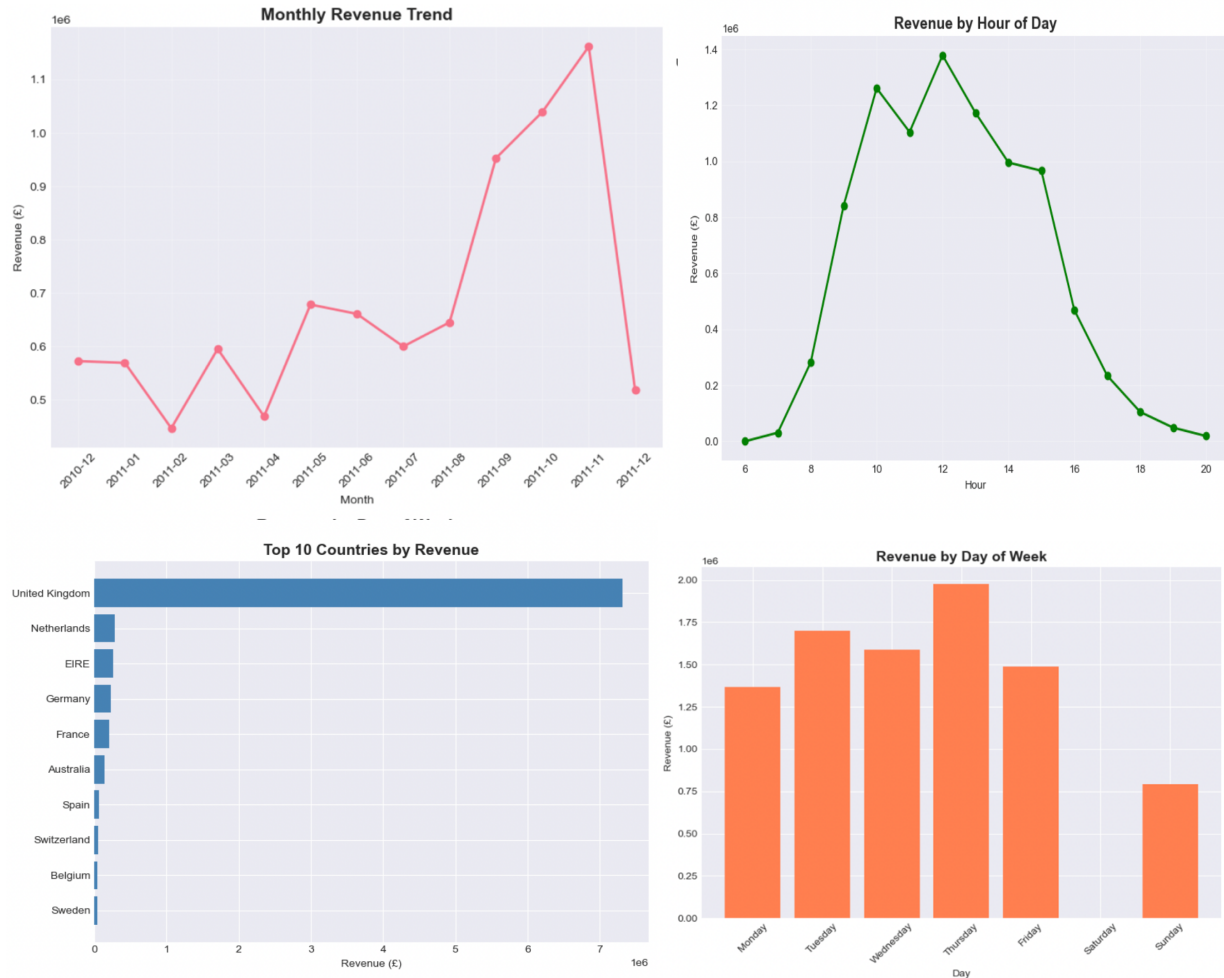 Monthly Revenue Trend
1e6
Revenue (£)
1.1
1.0
0.9
0.8
0.7
0.6
0.5
2010-12
2011-01
2011-02
2011-03
2011-04
2011-05
2011-06
2011-07
2011-08
2011-09
2011-10
2011-11
2011-12
Month
Revenue by Hour of Day
1e6
Revenue (£)
1.4
1.2
1.0
0.8
0.6
0.4
0.2
0.0
6 8 10 12 14 16 18 20
Hour
Top 10 Countries by Revenue
United Kingdom
Netherlands
EIRE
Germany
France
Australia
Spain
Switzerland
Belgium
Sweden
0 1 2 3 4 5 6 7
1e6
Revenue (£)
Revenue by Day of Week
1e6
Revenue (£)
2.00
1.75
1.50
1.25
1.00
0.75
0.50
0.25
0.00
Monday
Tuesday
Wednesday
Thursday
Friday
Saturday
Sunday
Day